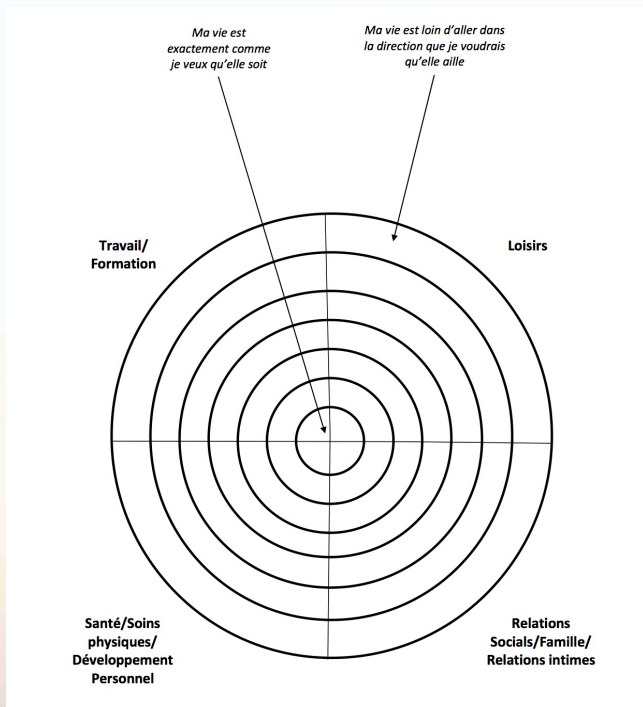 Ma vie est
exactement comme
je veux qu'elle soit
Ma vie est loin d'aller dans
la direction que je voudrais
qu'elle aille
Travail/
Formation
Loisirs
Santé/Soins
physiques/
Développement
Personnel
Relations
Socials/Famille/
Relations intimes